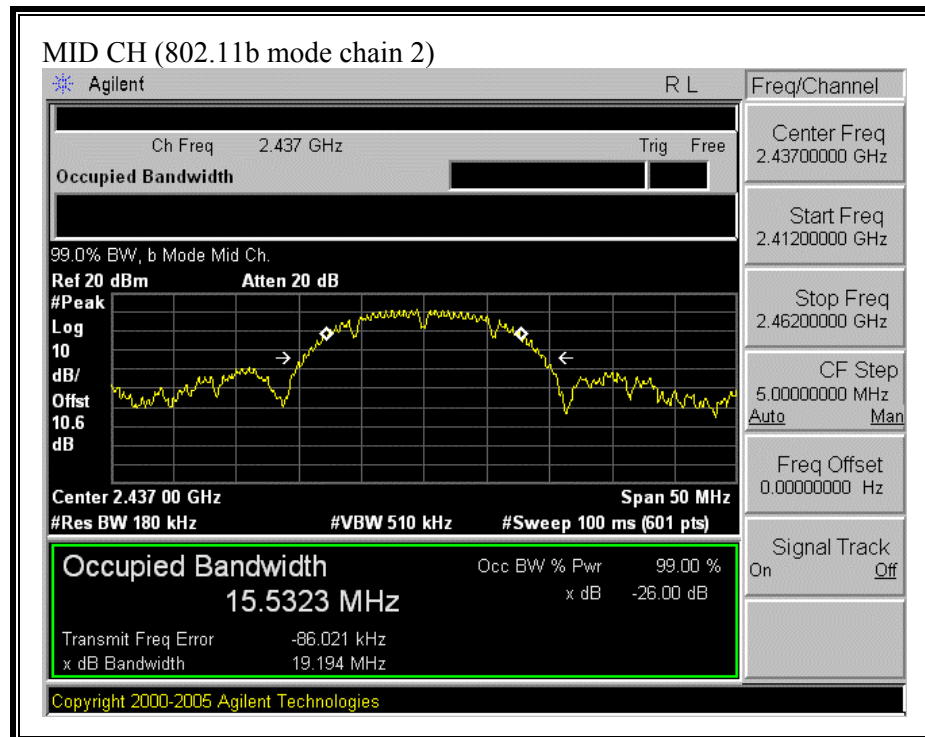 MID CH (802.11b mode chain 2)
Agilent R L
Freq/Channel
Ch Freq 2.437 GHz Trig Free
Occupied Bandwidth
Center Freq
2.43700000 GHz
Start Freq
2.41200000 GHz
Stop Freq
2.46200000 GHz
CF Step
5.00000000 MHz
Auto Man
Freq Offset
0.00000000 Hz
Signal Track
On Off
99.0% BW, b Mode Mid Ch.
Ref 20 dBm Atten 20 dB
#Peak
Log
10
dB/
Offst
10.6
dB
Center 2.437 00 GHz Span 50 MHz
#Res BW 180 kHz #VBW 510 kHz #Sweep 100 ms (601 pts)
Occupied Bandwidth Occ BW % Pwr 99.00 %
15.5323 MHz x dB -26.00 dB
Transmit Freq Error -86.021 kHz
x dB Bandwidth 19.194 MHz
Copyright 2000-2005 Agilent Technologies